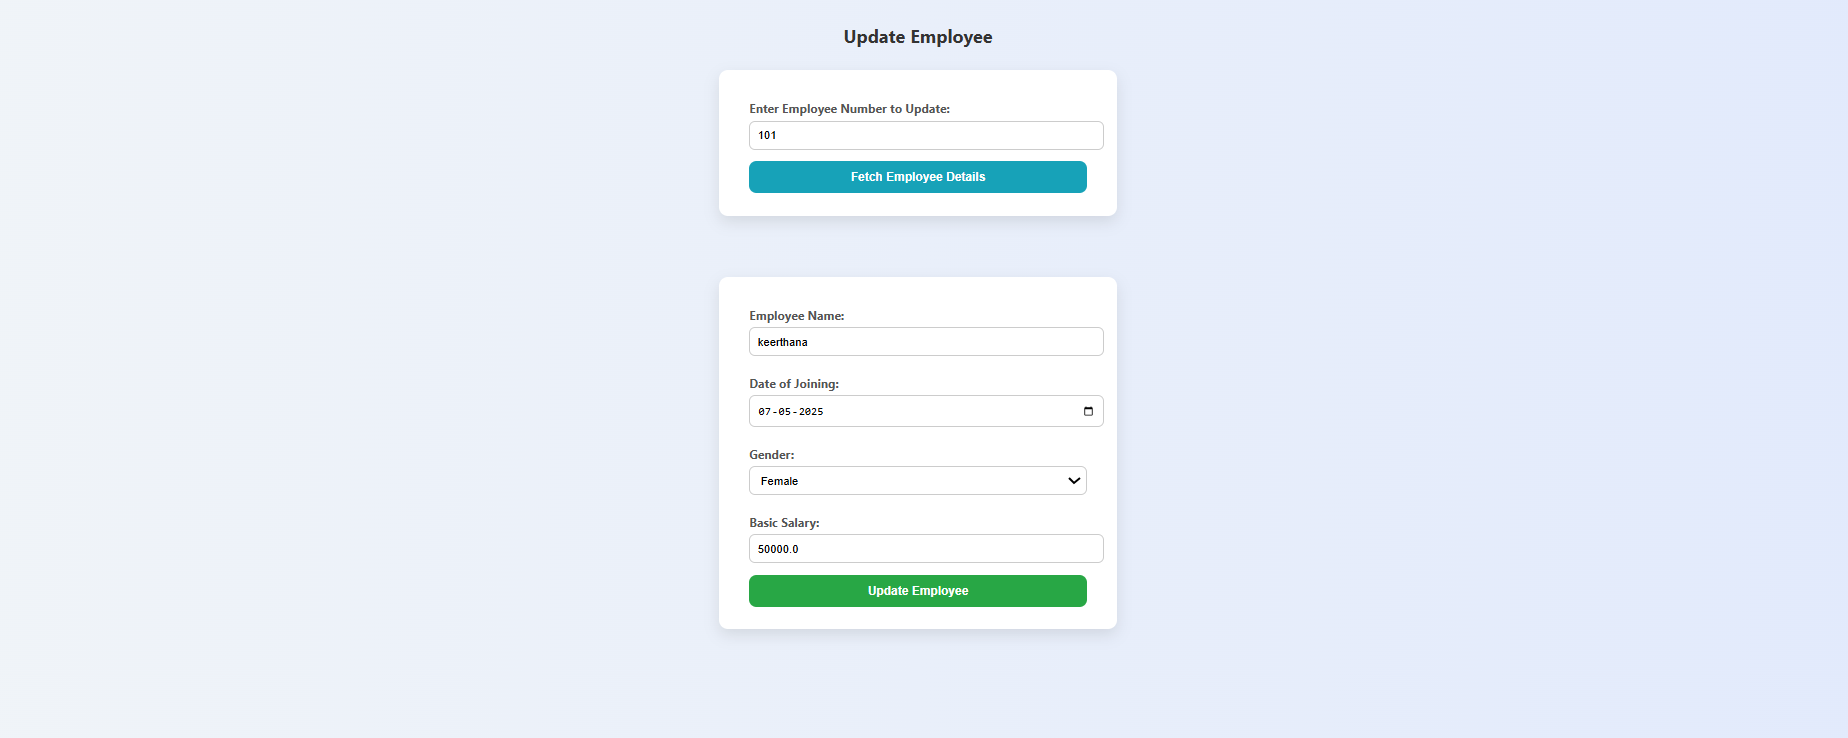 Update Employee
Enter Employee Number to Update:
101
Fetch Employee Details
Employee Name:
keerthana
Date of Joining:
07-05-2025
Gender:
Female
Basic Salary:
50000.0
Update Employee